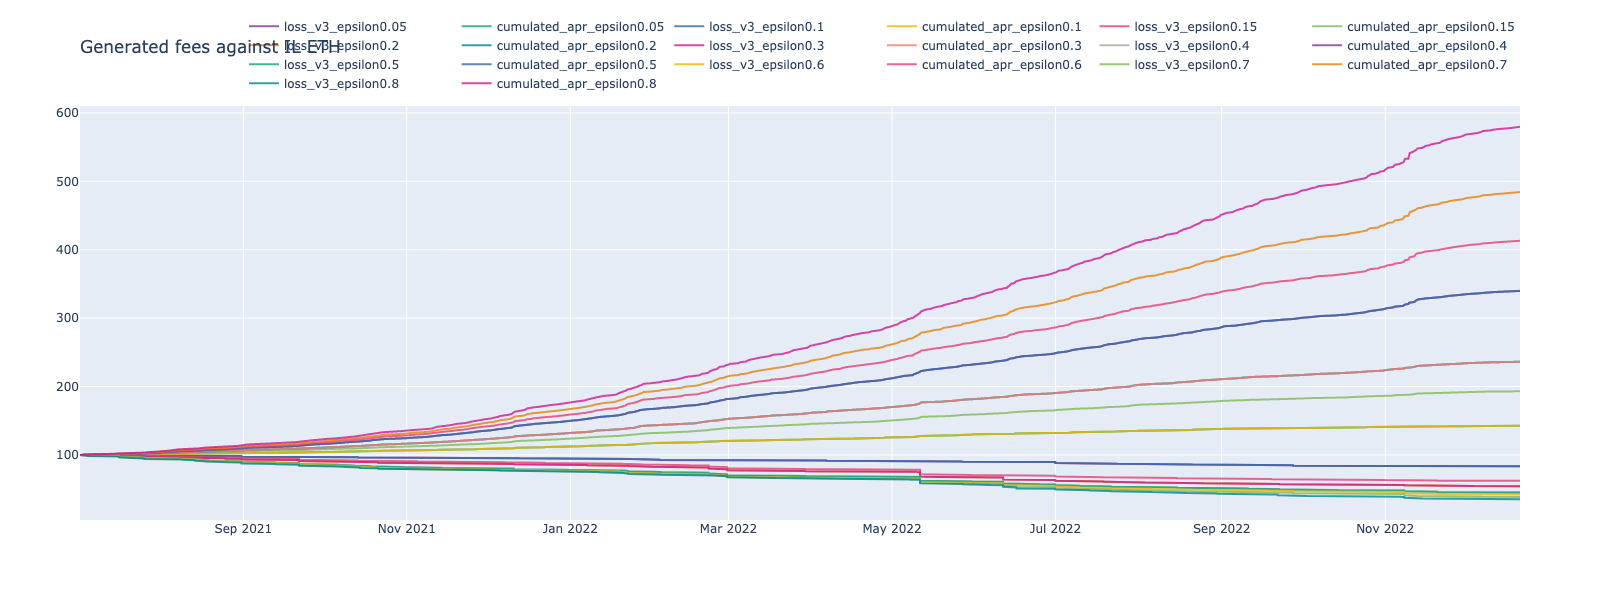 loss_v3_epsilon0.05 cumulated_apr_epsilon0.05 loss_v3_epsilon0.1 cumulated_apr_epsilon0.1 loss_v3_epsilon0.15 cumulated_apr_epsilon0.15
Generated fees against IL ETH
loss_v3_epsilon0.2 cumulated_apr_epsilon0.2 loss_v3_epsilon0.3 cumulated_apr_epsilon0.3 loss_v3_epsilon0.4 cumulated_apr_epsilon0.4
loss_v3_epsilon0.5 cumulated_apr_epsilon0.5 loss_v3_epsilon0.6 cumulated_apr_epsilon0.6 loss_v3_epsilon0.7 cumulated_apr_epsilon0.7
loss_v3_epsilon0.8 cumulated_apr_epsilon0.8
600
500
400
300
200
100
Sep 2021 Nov 2021 Jan 2022 Mar 2022 May 2022 Jul 2022 Sep 2022 Nov 2022